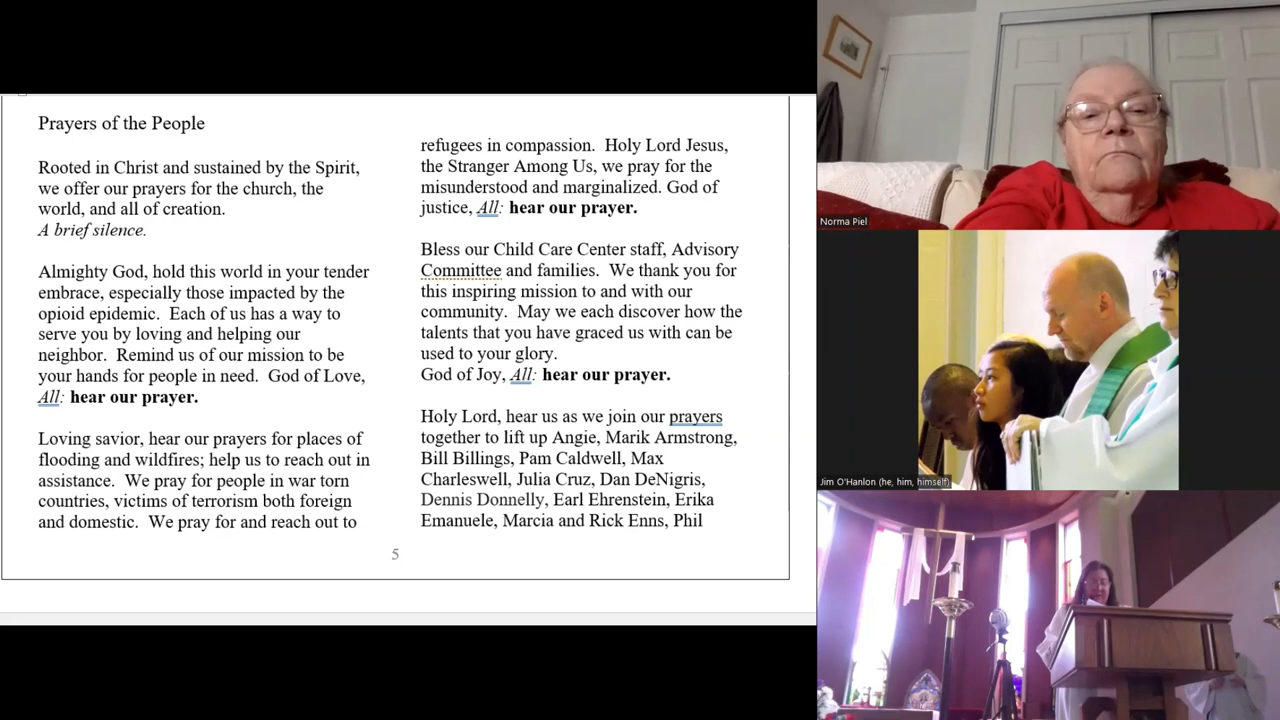 Prayers of the People
Rooted in Christ and sustained by the Spirit,
we offer our prayers for the church, the
world, and all of creation.
A brief silence.
Almighty God, hold this world in your tender
embrace, especially those impacted by the
opioid epidemic.  Each of us has a way to
serve you by loving and helping our
neighbor.  Remind us of our mission to be
your hands for people in need.  God of Love,
All: hear our prayer.
Loving savior, hear our prayers for places of
flooding and wildfires; help us to reach out in
assistance.  We pray for people in war torn
countries, victims of terrorism both foreign
and domestic.  We pray for and reach out to
refugees in compassion.  Holy Lord Jesus,
the Stranger Among Us, we pray for the
misunderstood and marginalized. God of
justice, All: hear our prayer.
Bless our Child Care Center staff, Advisory
Committee and families.  We thank you for
this inspiring mission to and with our
community.  May we each discover how the
talents that you have graced us with can be
used to your glory.
God of Joy, All: hear our prayer.
Holy Lord, hear us as we join our prayers
together to lift up Angie, Marik Armstrong,
Bill Billings, Pam Caldwell, Max
Charleswell, Julia Cruz, Dan DeNigris,
Dennis Donnelly, Earl Ehrenstein, Erika
Emanuele, Marcia and Rick Enns, Phil
5
Norma Piel
Jim O'Hanlon (he, him, himself)